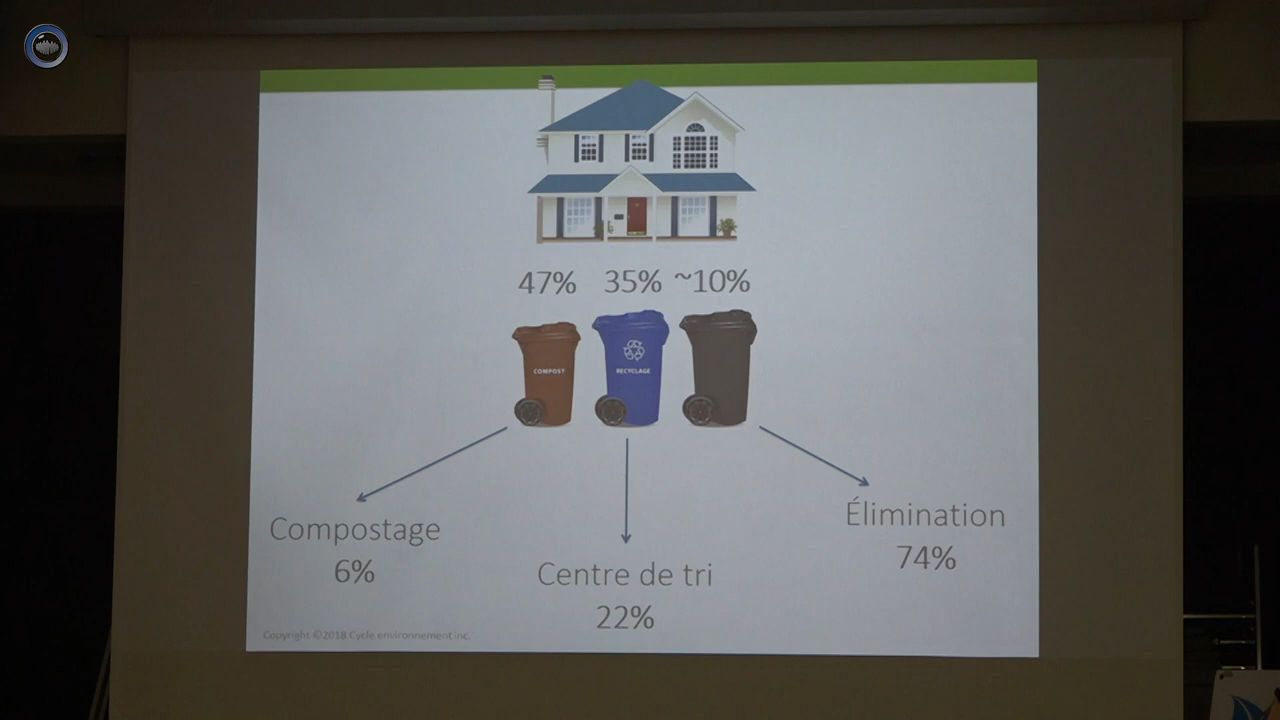 47% 35% ~10%
COMPOST RECYCLAGE
Compostage
6%
Centre de tri
22%
Élimination
74%
Copyright ©2018 Cycle environnement inc.